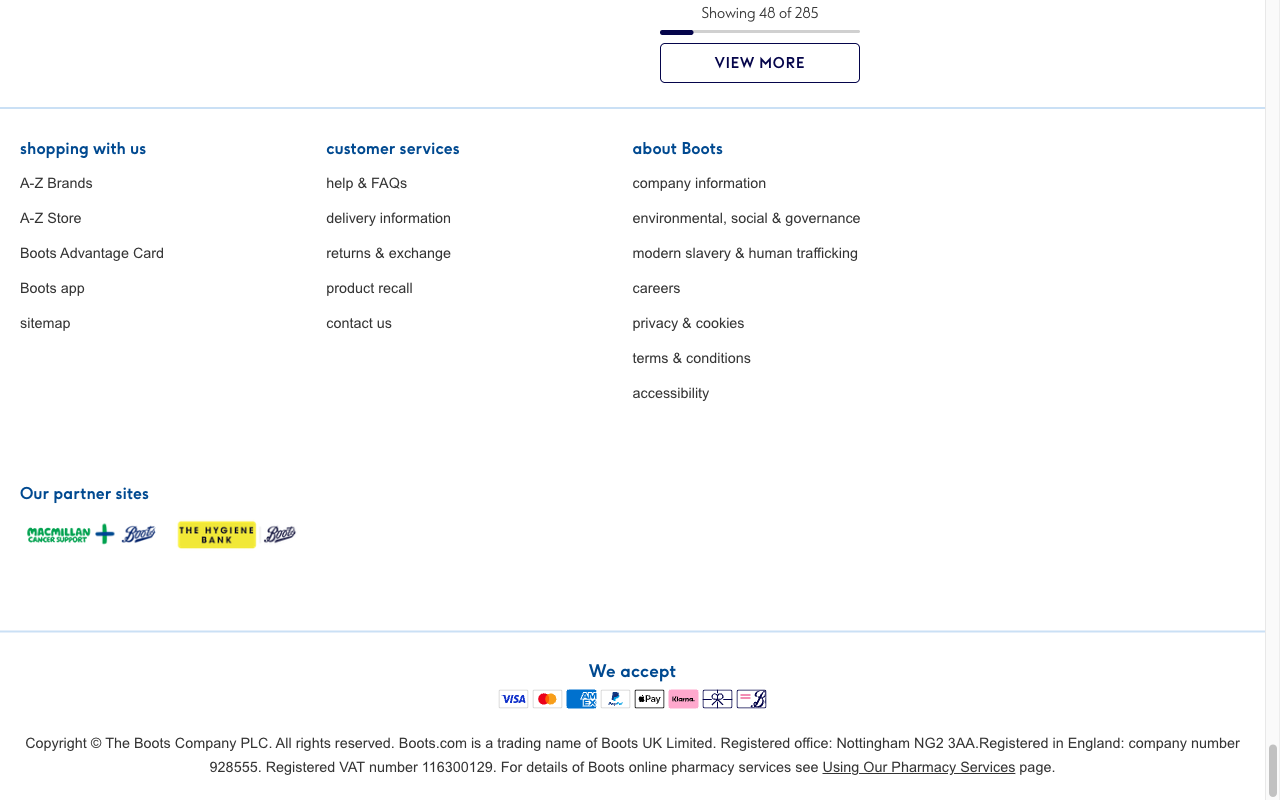 Showing 48 of 285
VIEW MORE
shopping with us
A-Z Brands
A-Z Store
Boots Advantage Card
Boots app
sitemap
customer services
help & FAQs
delivery information
returns & exchange
product recall
contact us
about Boots
company information
environmental, social & governance
modern slavery & human trafficking
careers
privacy & cookies
terms & conditions
accessibility
Our partner sites
MACMILLAN
CANCER SUPPORT
Boots
THE HYGIENE
BANK
Boots
We accept
VISA
AMEX
PayPal
Pay
Klarna.
Copyright © The Boots Company PLC. All rights reserved. Boots.com is a trading name of Boots UK Limited. Registered office: Nottingham NG2 3AA.Registered in England: company number
928555. Registered VAT number 116300129. For details of Boots online pharmacy services see Using Our Pharmacy Services page.